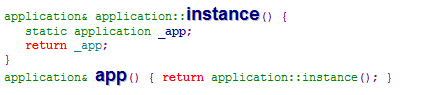 application& application::instance() {
static application _app;
return _app;
}
application& app() { return application::instance(); }